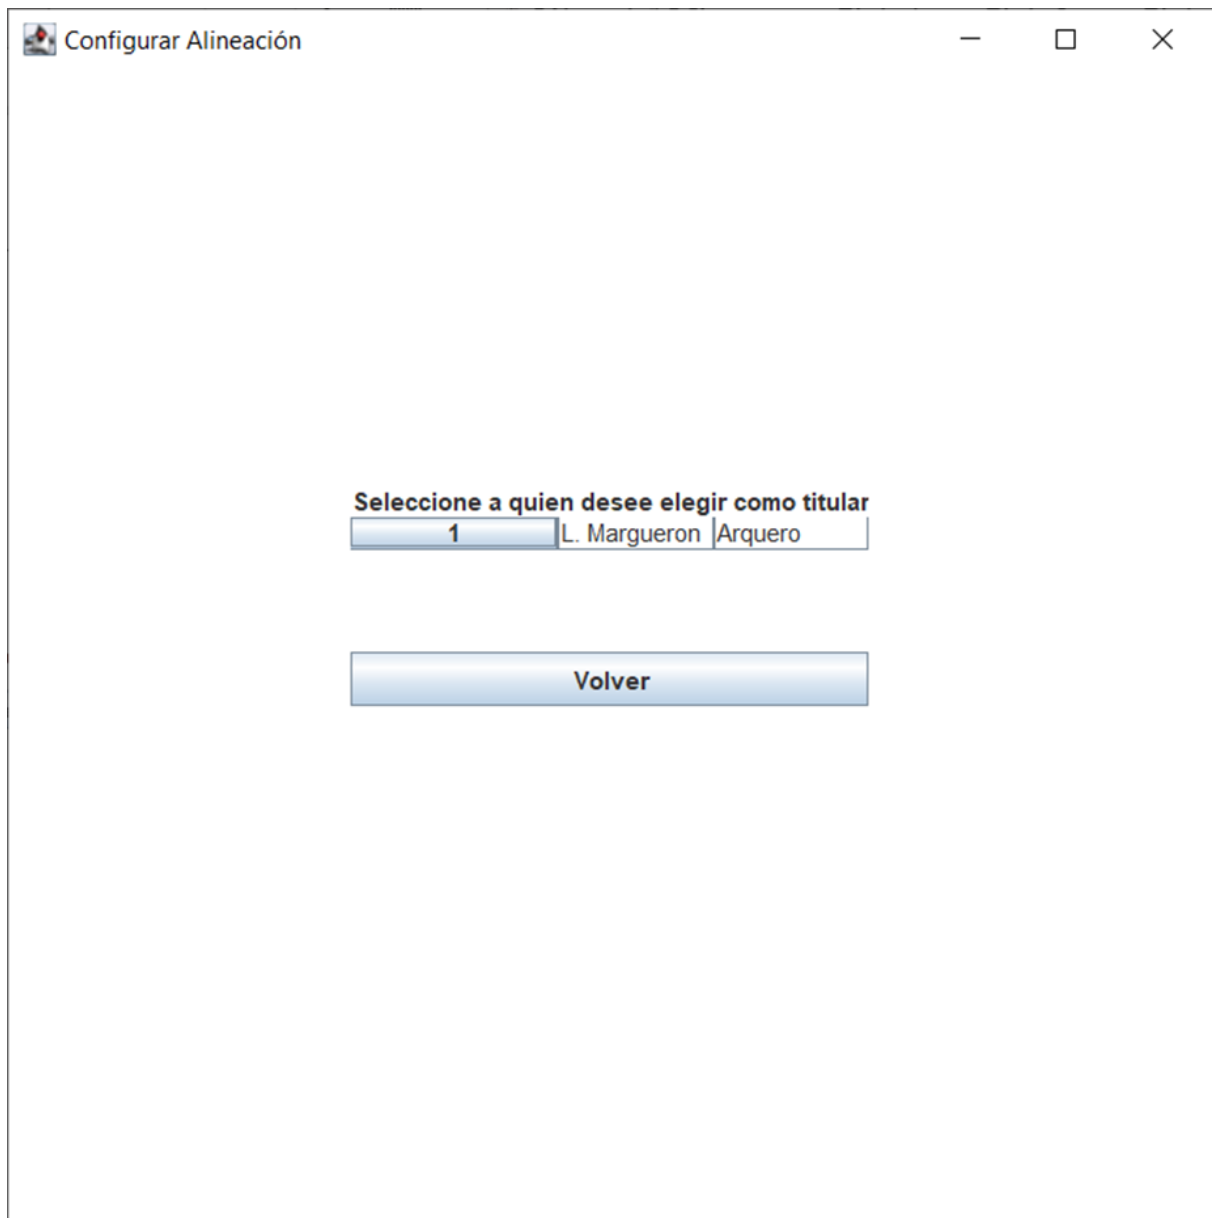 Configurar Alineación
Seleccione a quien desee elegir como titular
1 L. Margueron Arquero
Volver